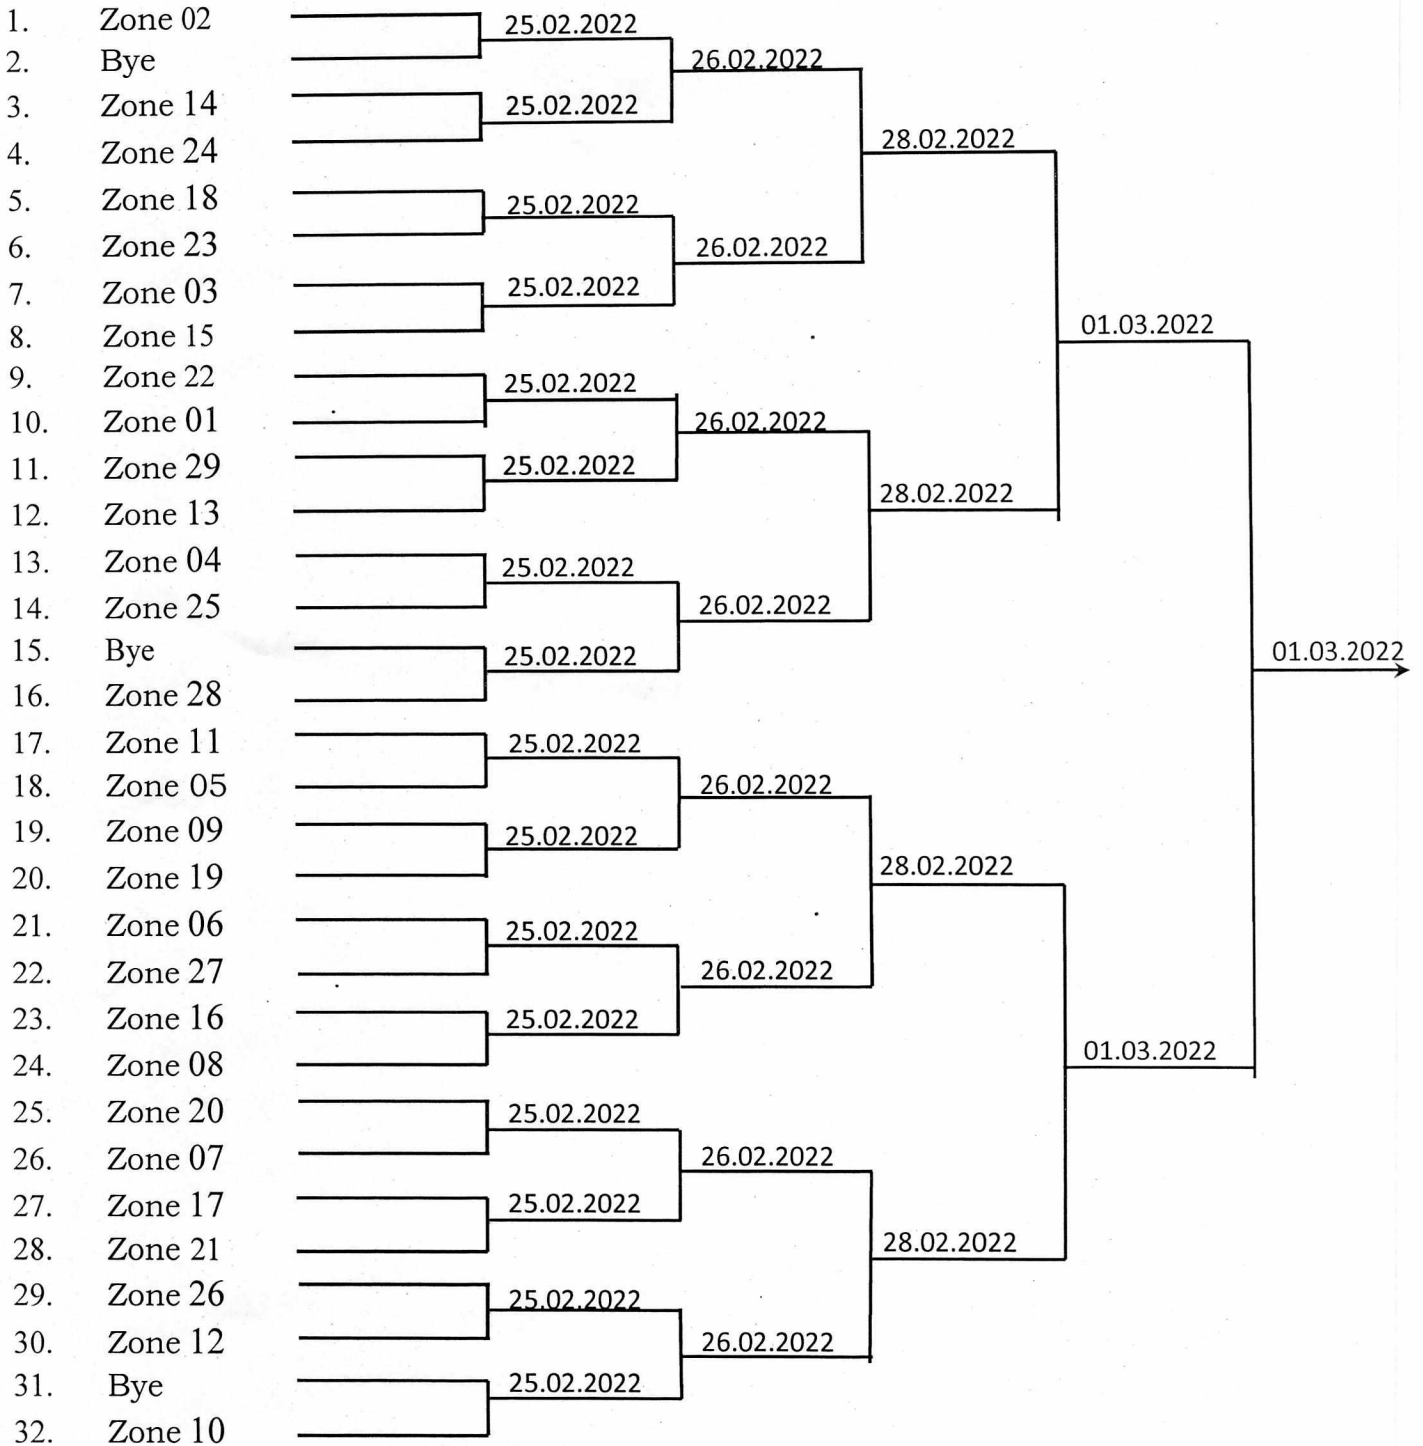 1. Zone 02
25.02.2022
2. Bye
26.02.2022
3. Zone 14
25.02.2022
28.02.2022
4. Zone 24
5. Zone 18
25.02.2022
6. Zone 23
26.02.2022
7. Zone 03
25.02.2022
8. Zone 15
01.03.2022
9. Zone 22
25.02.2022
10. Zone 01
26.02.2022
11. Zone 29
25.02.2022
28.02.2022
12. Zone 13
13. Zone 04
25.02.2022
14. Zone 25
26.02.2022
15. Bye
25.02.2022
01.03.2022
16. Zone 28
17. Zone 11
25.02.2022
18. Zone 05
26.02.2022
19. Zone 09
25.02.2022
28.02.2022
20. Zone 19
21. Zone 06
25.02.2022
22. Zone 27
26.02.2022
23. Zone 16
25.02.2022
24. Zone 08
01.03.2022
25. Zone 20
25.02.2022
26. Zone 07
26.02.2022
27. Zone 17
25.02.2022
28. Zone 21
28.02.2022
29. Zone 26
25.02.2022
30. Zone 12
26.02.2022
31. Bye
25.02.2022
32. Zone 10